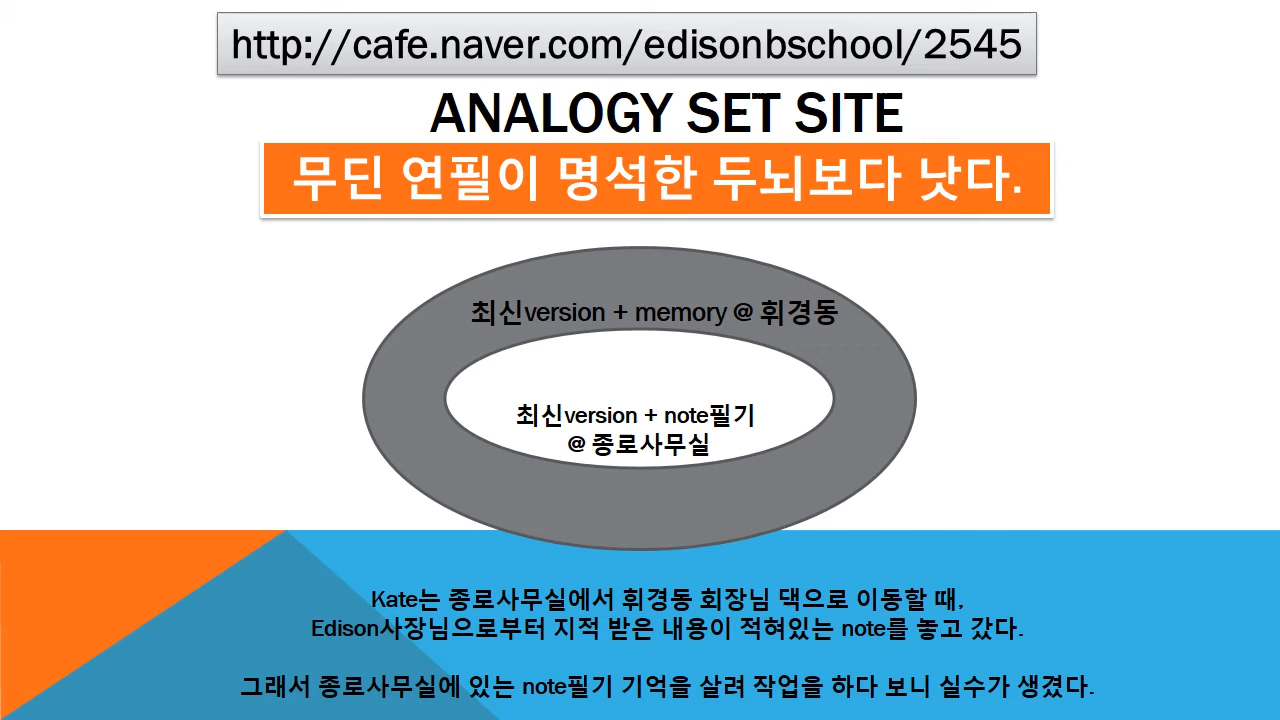 http://cafe.naver.com/edisonbschool/2545
ANALOGY SET SITE
무딘 연필이 명석한 두뇌보다 낫다.
최신version + memory @ 휘경동
최신version + note필기
@ 종로사무실
Kate는 종로사무실에서 휘경동 회장님 댁으로 이동할 때,
Edison사장님으로부터 지적 받은 내용이 적혀있는 note를 놓고 갔다.
그래서 종로사무실에 있는 note필기 기억을 살려 작업을 하다 보니 실수가 생겼다.